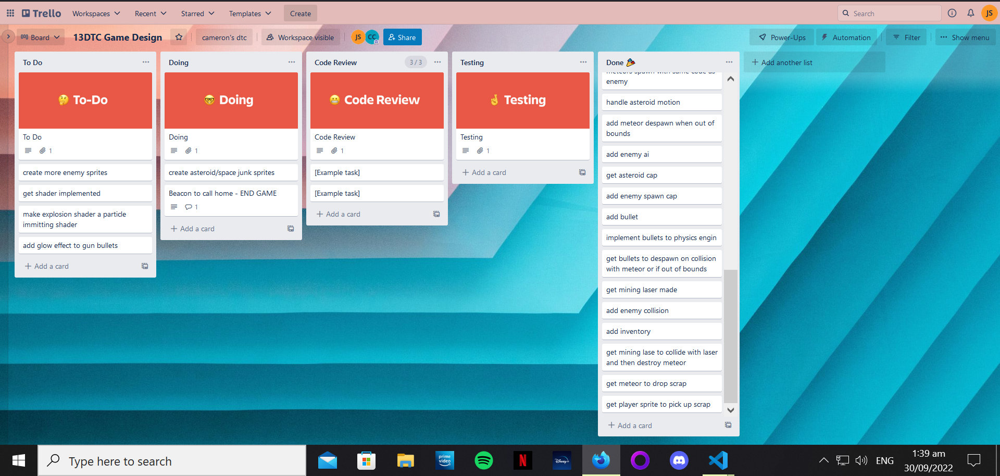 Trello
Workspaces
Recent
Starred
Templates
Create
Search
JS
Board
13DTC Game Design
cameron's dtc
Workspace visible
JS
CC
Share
Power-Ups
Automation
Filter
Show menu
To Do
To-Do
To Do
1
create more enemy sprites
get shader implemented
make explosion shader a particle
immitting shader
add glow effect to gun bullets
Add a card
Doing
Doing
Doing
1
create asteroid/space junk sprites
Beacon to call home - END GAME
1
Add a card
Code Review
3 / 3
Code Review
Code Review
1
[Example task]
[Example task]
Add a card
Testing
Testing
Testing
1
Add a card
Done
meteors spawn with same code as
enemy
handle asteroid motion
add meteor despawn when out of
bounds
add enemy ai
get asteroid cap
add enemy spawn cap
add bullet
implement bullets to physics engin
get bullets to despawn on collision
with meteor or if out of bounds
get mining laser made
add enemy collision
add inventory
get mining lase to collide with laser
and then destroy meteor
get meteor to drop scrap
get player sprite to pick up scrap
Add a card
Add another list
Type here to search
prime
video
N
Disney+
ENG
1:39 am
30/09/2022